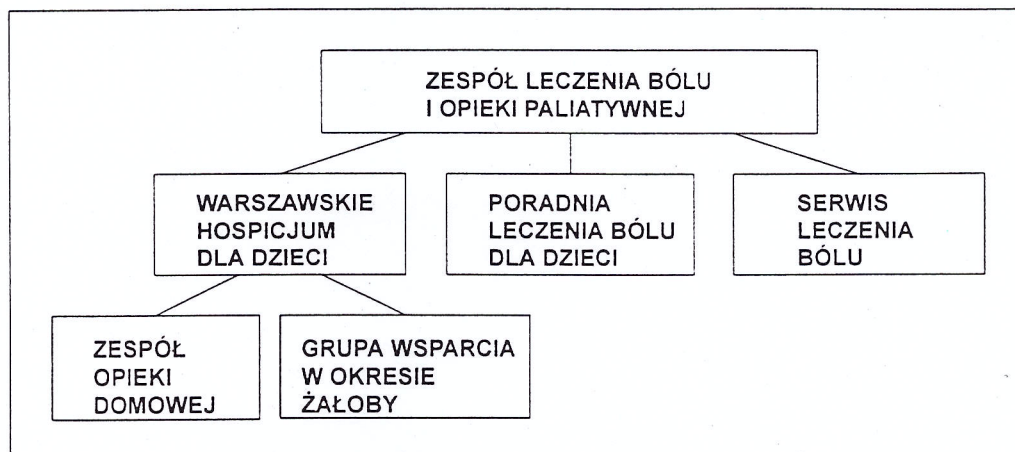 ZESPÓŁ LECZENIA BÓLU
I OPIEKI PALIATYWNEJ
WARSZAWSKIE
HOSPICJUM
DLA DZIECI
PORADNIA
LECZENIA BÓLU
DLA DZIECI
SERWIS
LECZENIA
BÓLU
ZESPÓŁ
OPIEKI
DOMOWEJ
GRUPA WSPARCIA
W OKRESIE
ŻAŁOBY